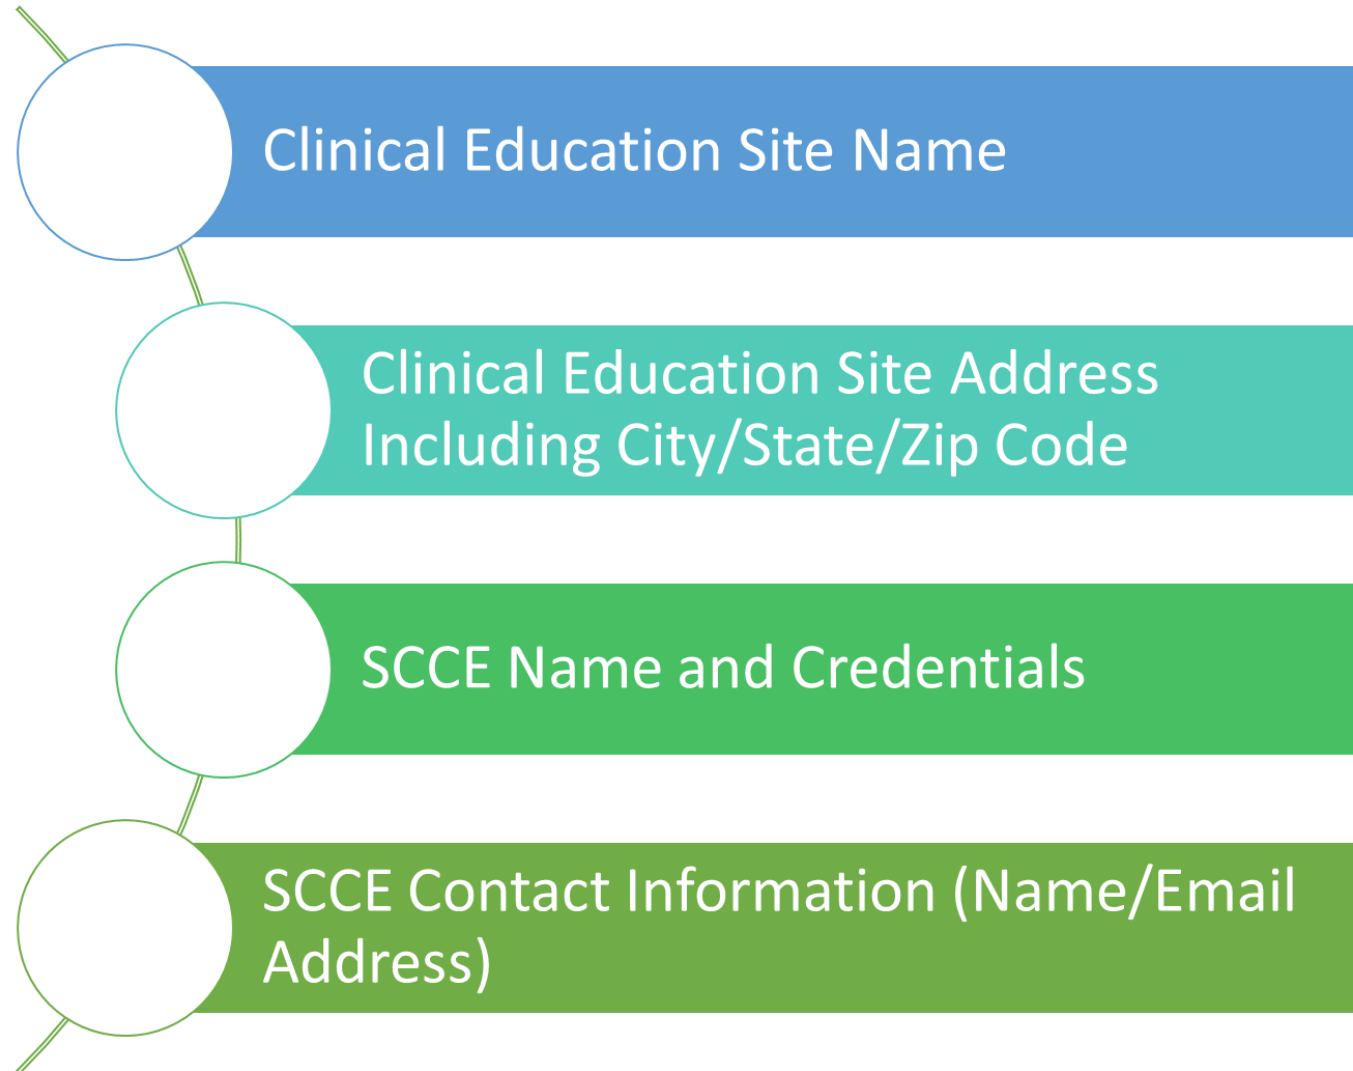 Clinical Education Site Name
Clinical Education Site Address
Including City/State/Zip Code
SCCE Name and Credentials
SCCE Contact Information (Name/Email
Address)